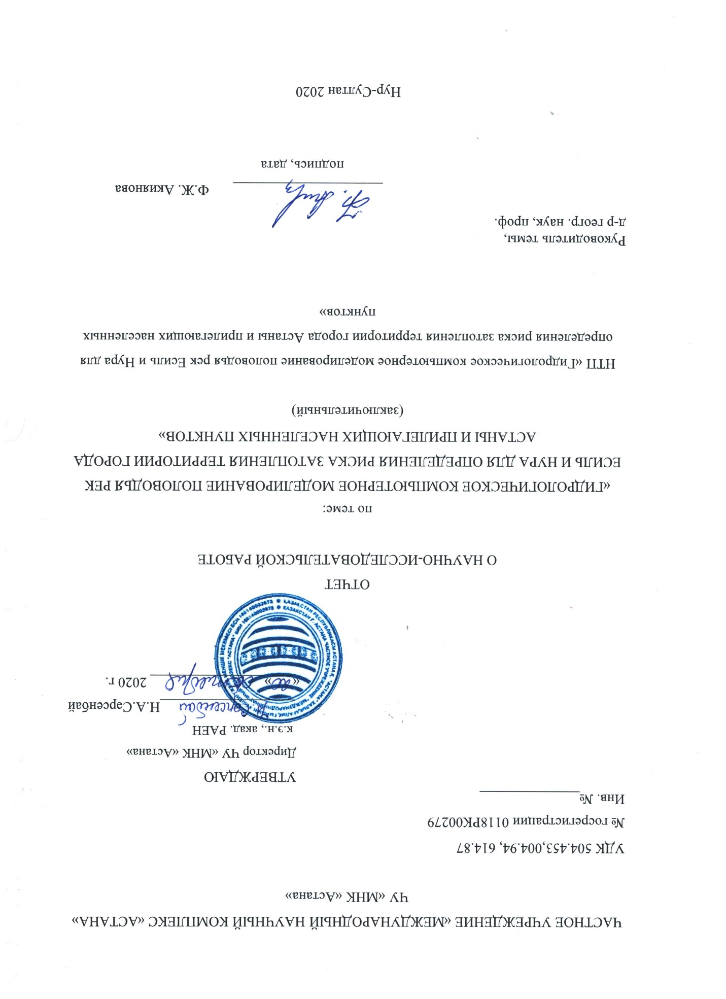 ЧАСТНОЕ УЧРЕЖДЕНИЕ «МЕЖДУНАРОДНЫЙ НАУЧНЫЙ КОМПЛЕКС «АСТАНА»
ЧУ «МНК «Астана»
УДК 504.453,004.94, 614.87
№ госрегистрации 0118РК00279
Инв. №
УТВЕРЖДАЮ
Директор ЧУ «МНК «Астана»
к.э.н., акад. РАЕН
Н.А.Сәрсенбай
« » 2020 г.
ОТЧЕТ
О НАУЧНО-ИССЛЕДОВАТЕЛЬСКОЙ РАБОТЕ
по теме:
«ГИДРОЛОГИЧЕСКОЕ КОМПЬЮТЕРНОЕ МОДЕЛИРОВАНИЕ ПОЛОВОДЬЯ РЕК
ЕСИЛЬ И НУРА ДЛЯ ОПРЕДЕЛЕНИЯ РИСКА ЗАТОПЛЕНИЯ ТЕРРИТОРИИ ГОРОДА
АСТАНЫ И ПРИЛЕГАЮЩИХ НАСЕЛЕННЫХ ПУНКТОВ»
(заключительный)
НТП «Гидрологическое компьютерное моделирование половодья рек Есиль и Нура для
определения риска затопления территории города Астаны и прилегающих населенных
пунктов»
Руководитель темы,
д-р геогр. наук, проф.
Ф.Ж. Акиянова
подпись, дата
Нур-Султан 2020